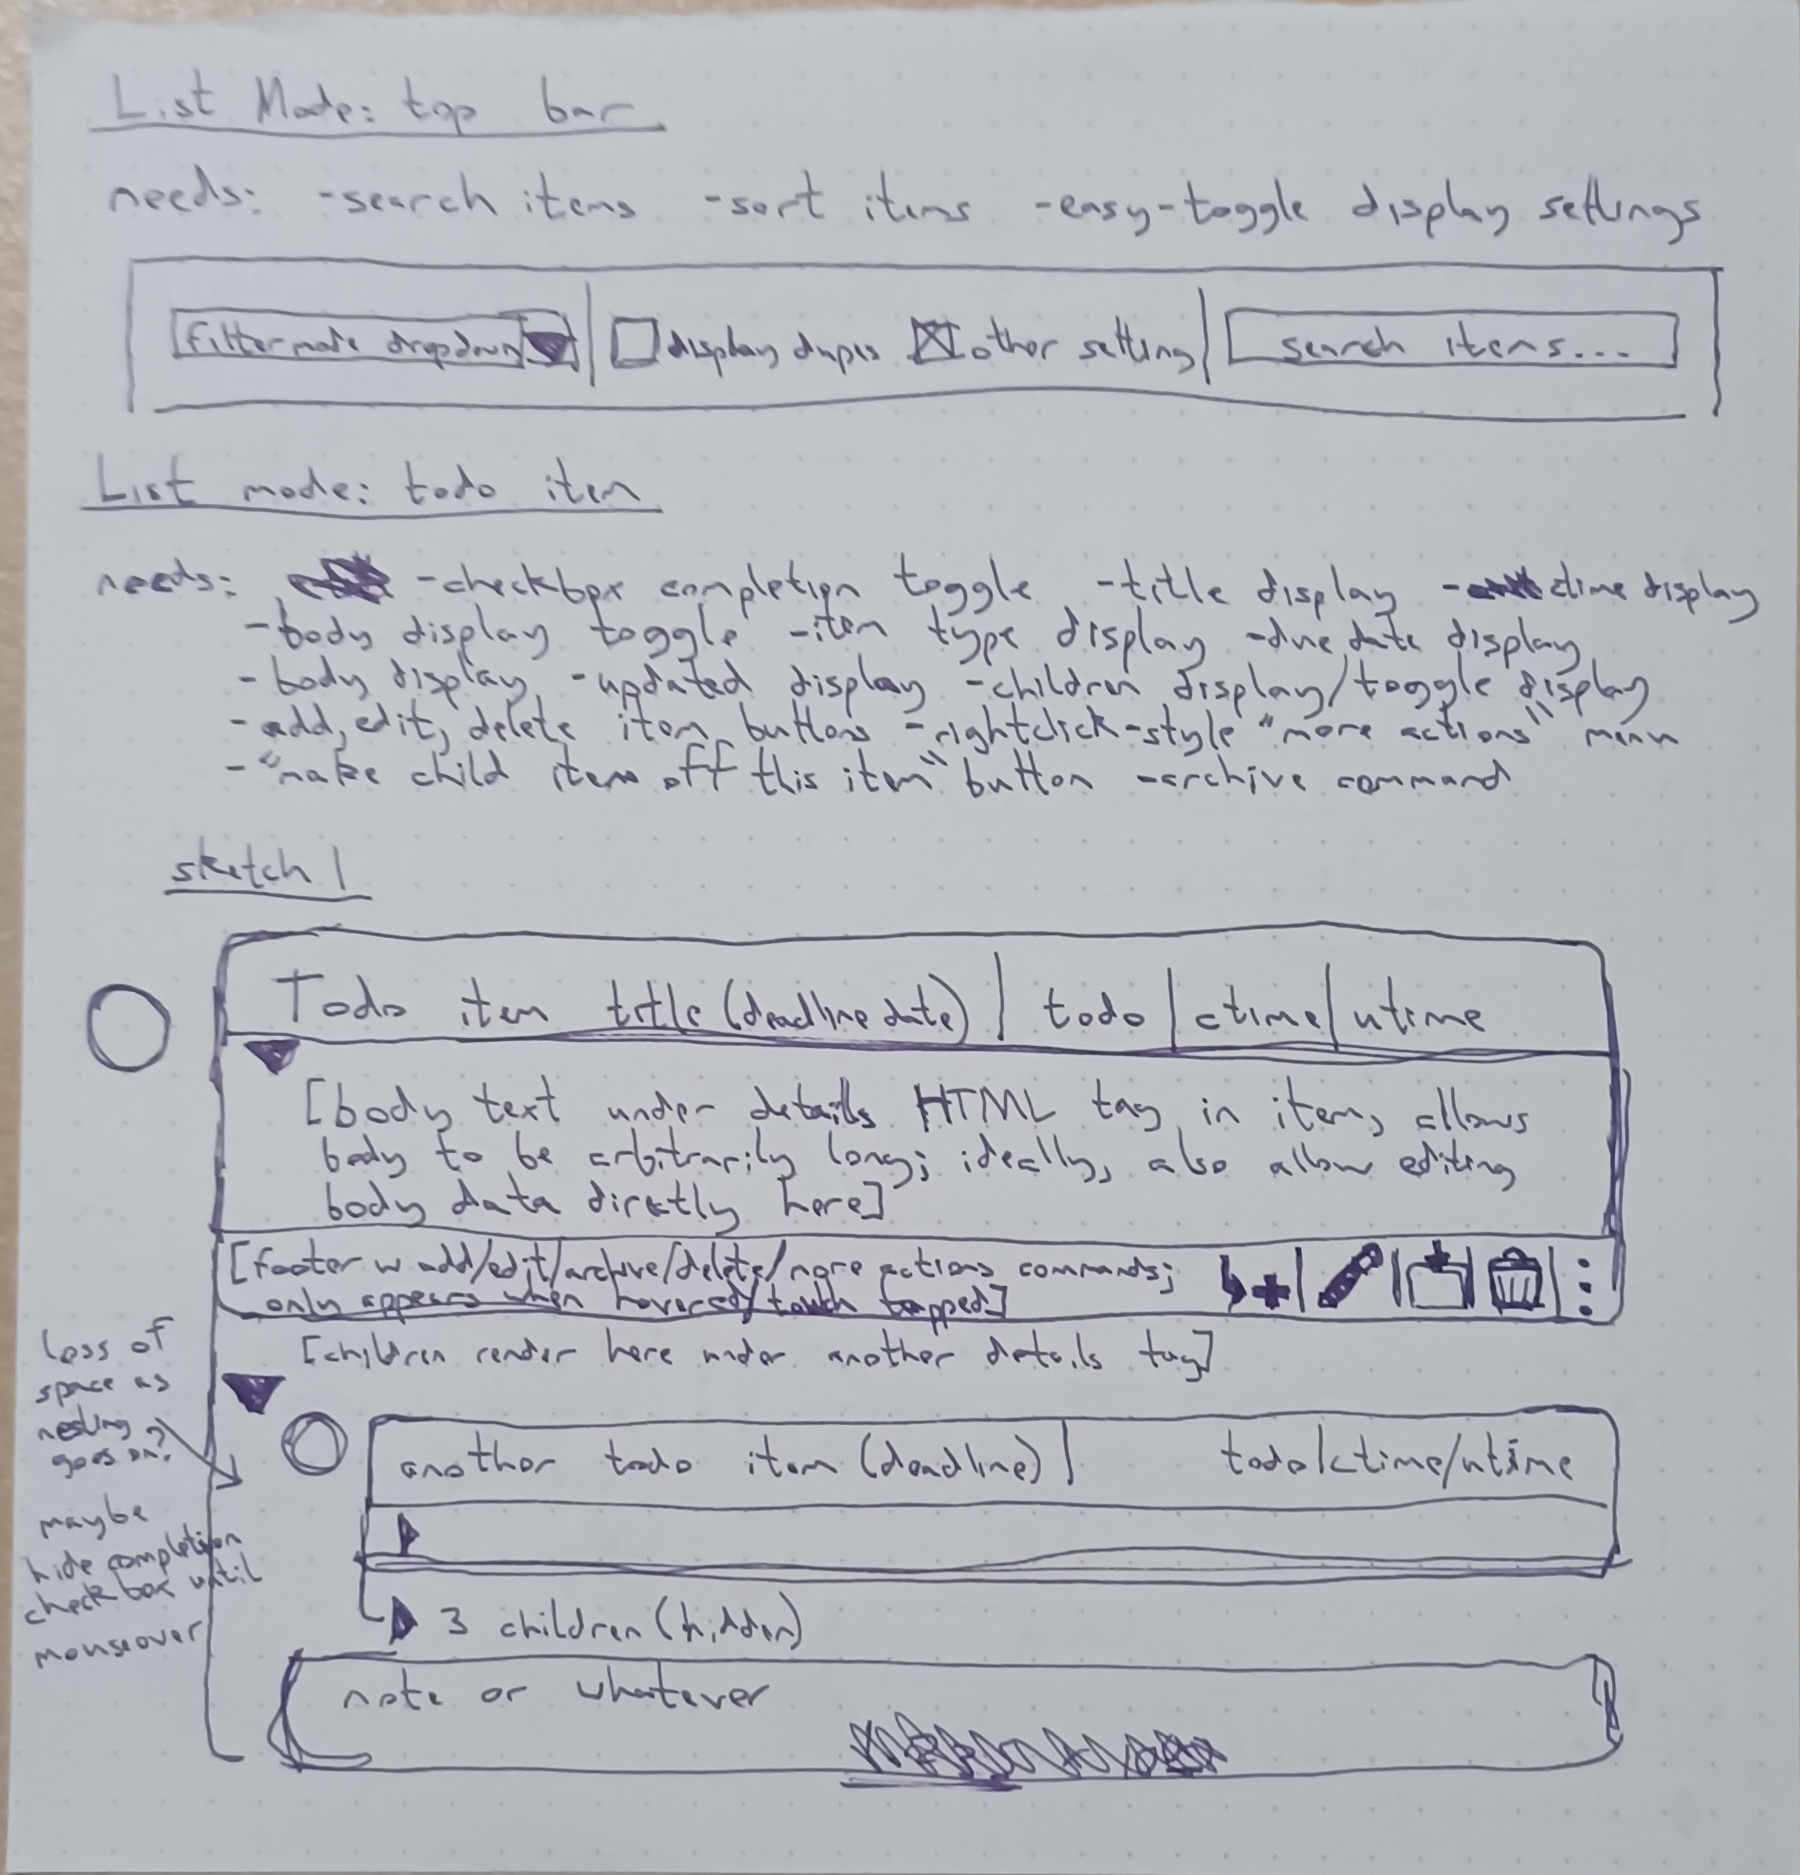 List Mode: top bar
needs: -search items -sort items -easy-toggle display settings
filter mode dropdown
display dupes
other setting
search items...
List mode: todo item
needs: -checkbox completion toggle -title display - ctime display
-body display toggle -item type display -due date display
-body display -updated display -children display/toggle display
-add, edit, delete item buttons -rightclick-style "more actions" menu
-"make child item off this item" button -archive command
sketch 1
Todo item title (deadline date) | todo | ctime/utime
[body text under details HTML tag in item, allows
body to be arbitrarily long; ideally, also allow editing
body data directly here]
[footer w add/edit/archive/delete/more actions commands;
only appears when hovered/touch tapped]
[children render here under another details tag]
loss of
space as
nesting
goes on?
maybe
hide completion
checkbox until
mouseover
another todo item (deadline) | todo|ctime/utime
3 children (hidden)
note or whatever